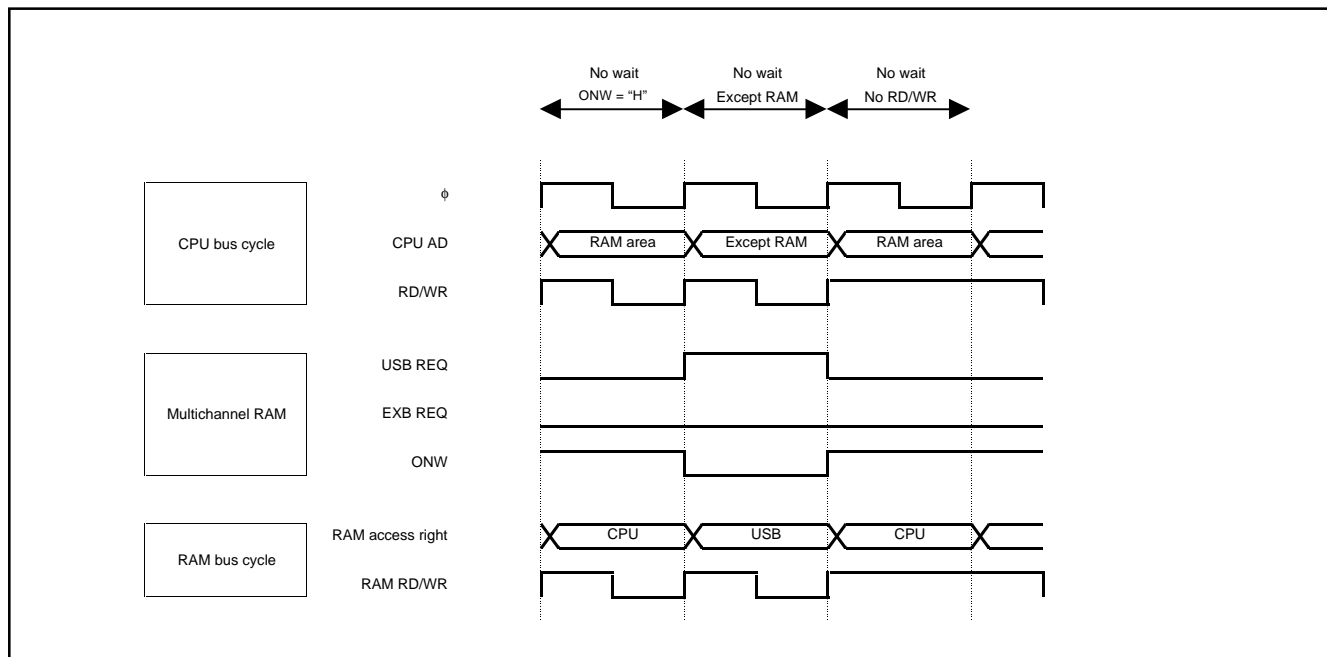 No wait No wait No wait
ONW = “H” Except RAM No RD/WR
ϕ
CPU bus cycle
CPU AD RAM area Except RAM RAM area
RD/WR
USB REQ
Multichannel RAM
EXB REQ
ONW
RAM access right CPU USB CPU
RAM bus cycle
RAM RD/WR